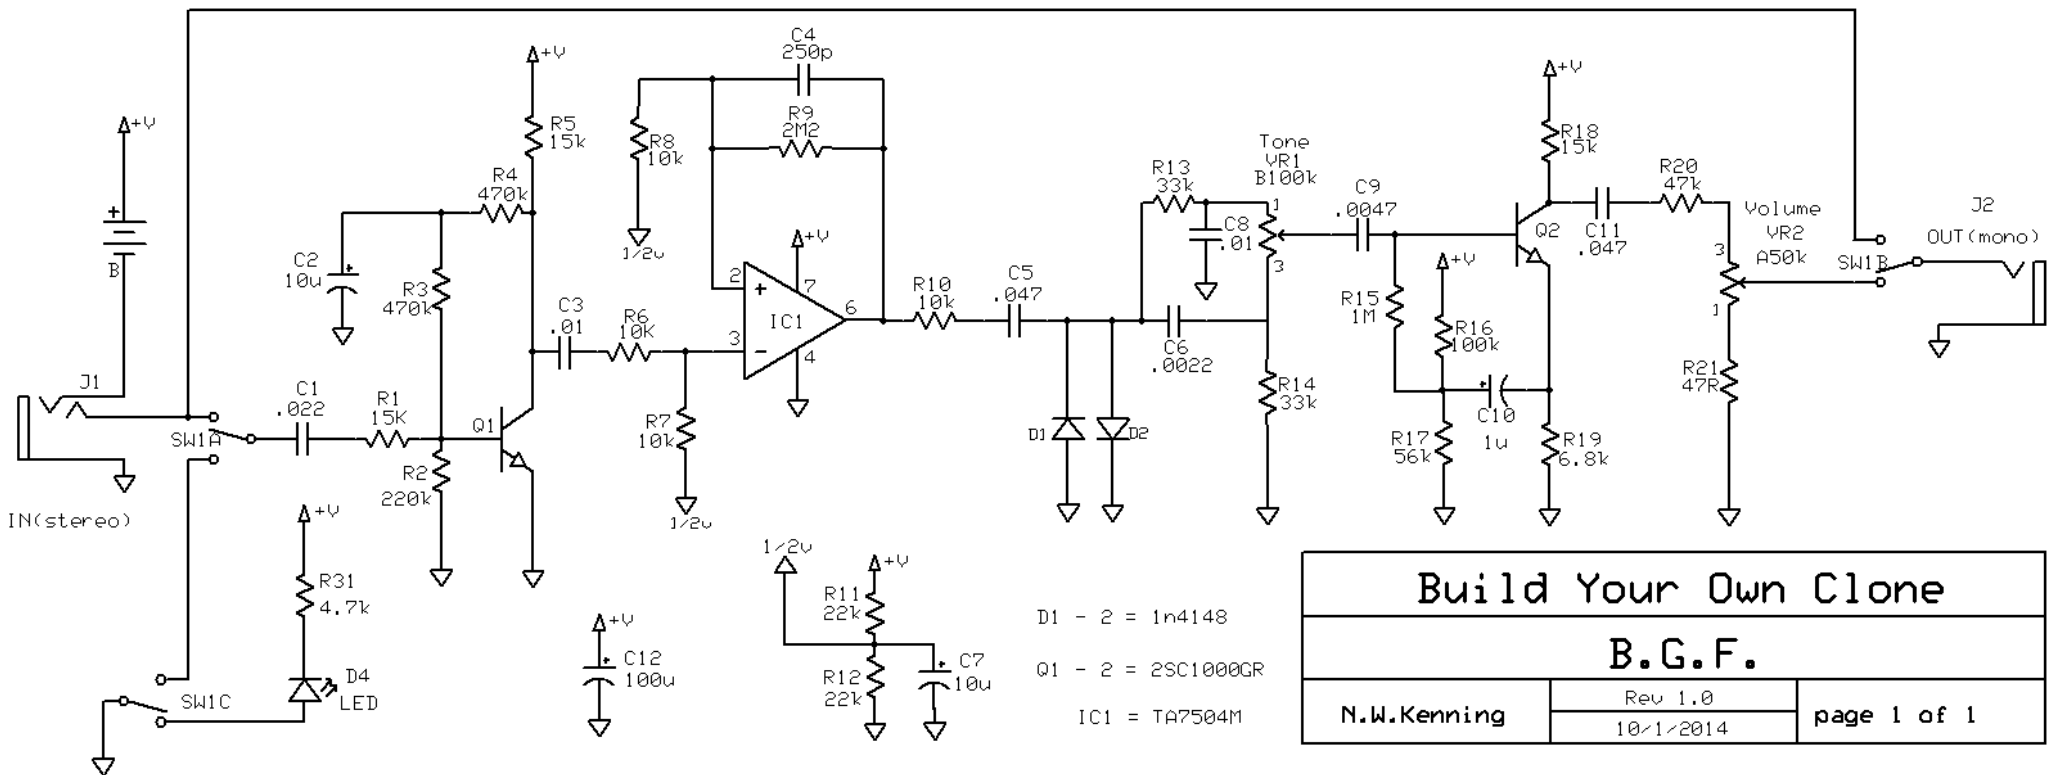 C4
250p
+V
+V
+V
R9
2M2
R5
15k
R8
10k
R18
15k
Tone
VR1
B100k
R13
33k
R20
47k
R4
470k
C9
.0047
1
+
B
C8
.01
Q2
C11
.047
Volume
VR2
A50k
J2
OUT(mono)
1/2v
+V
3
3
SW1B
C2
10u
+
R3
470k
2
+
7
+V
C5
.047
R10
10k
R15
1M
C3
.01
R6
10K
IC1
6
1
3
-
4
C6
.0022
R16
100k
J1
C1
.022
R1
15K
R14
33k
+
C10
1u
R21
47R
SW1A
Q1
R7
10k
D1
D2
R17
56k
R19
6.8k
R2
220k
IN(stereo)
+V
1/2v
1/2v
+V
R31
4.7k
R11
22k
+V
+
C12
100u
R12
22k
+
C7
10u
D4
LED
SW1C
D1 - 2 = 1n4148
Q1 - 2 = 2SC1000GR
IC1 = TA7504M
Build Your Own Clone
B.G.F.
N.W.Kenning
Rev 1.0
10/1/2014
page 1 of 1